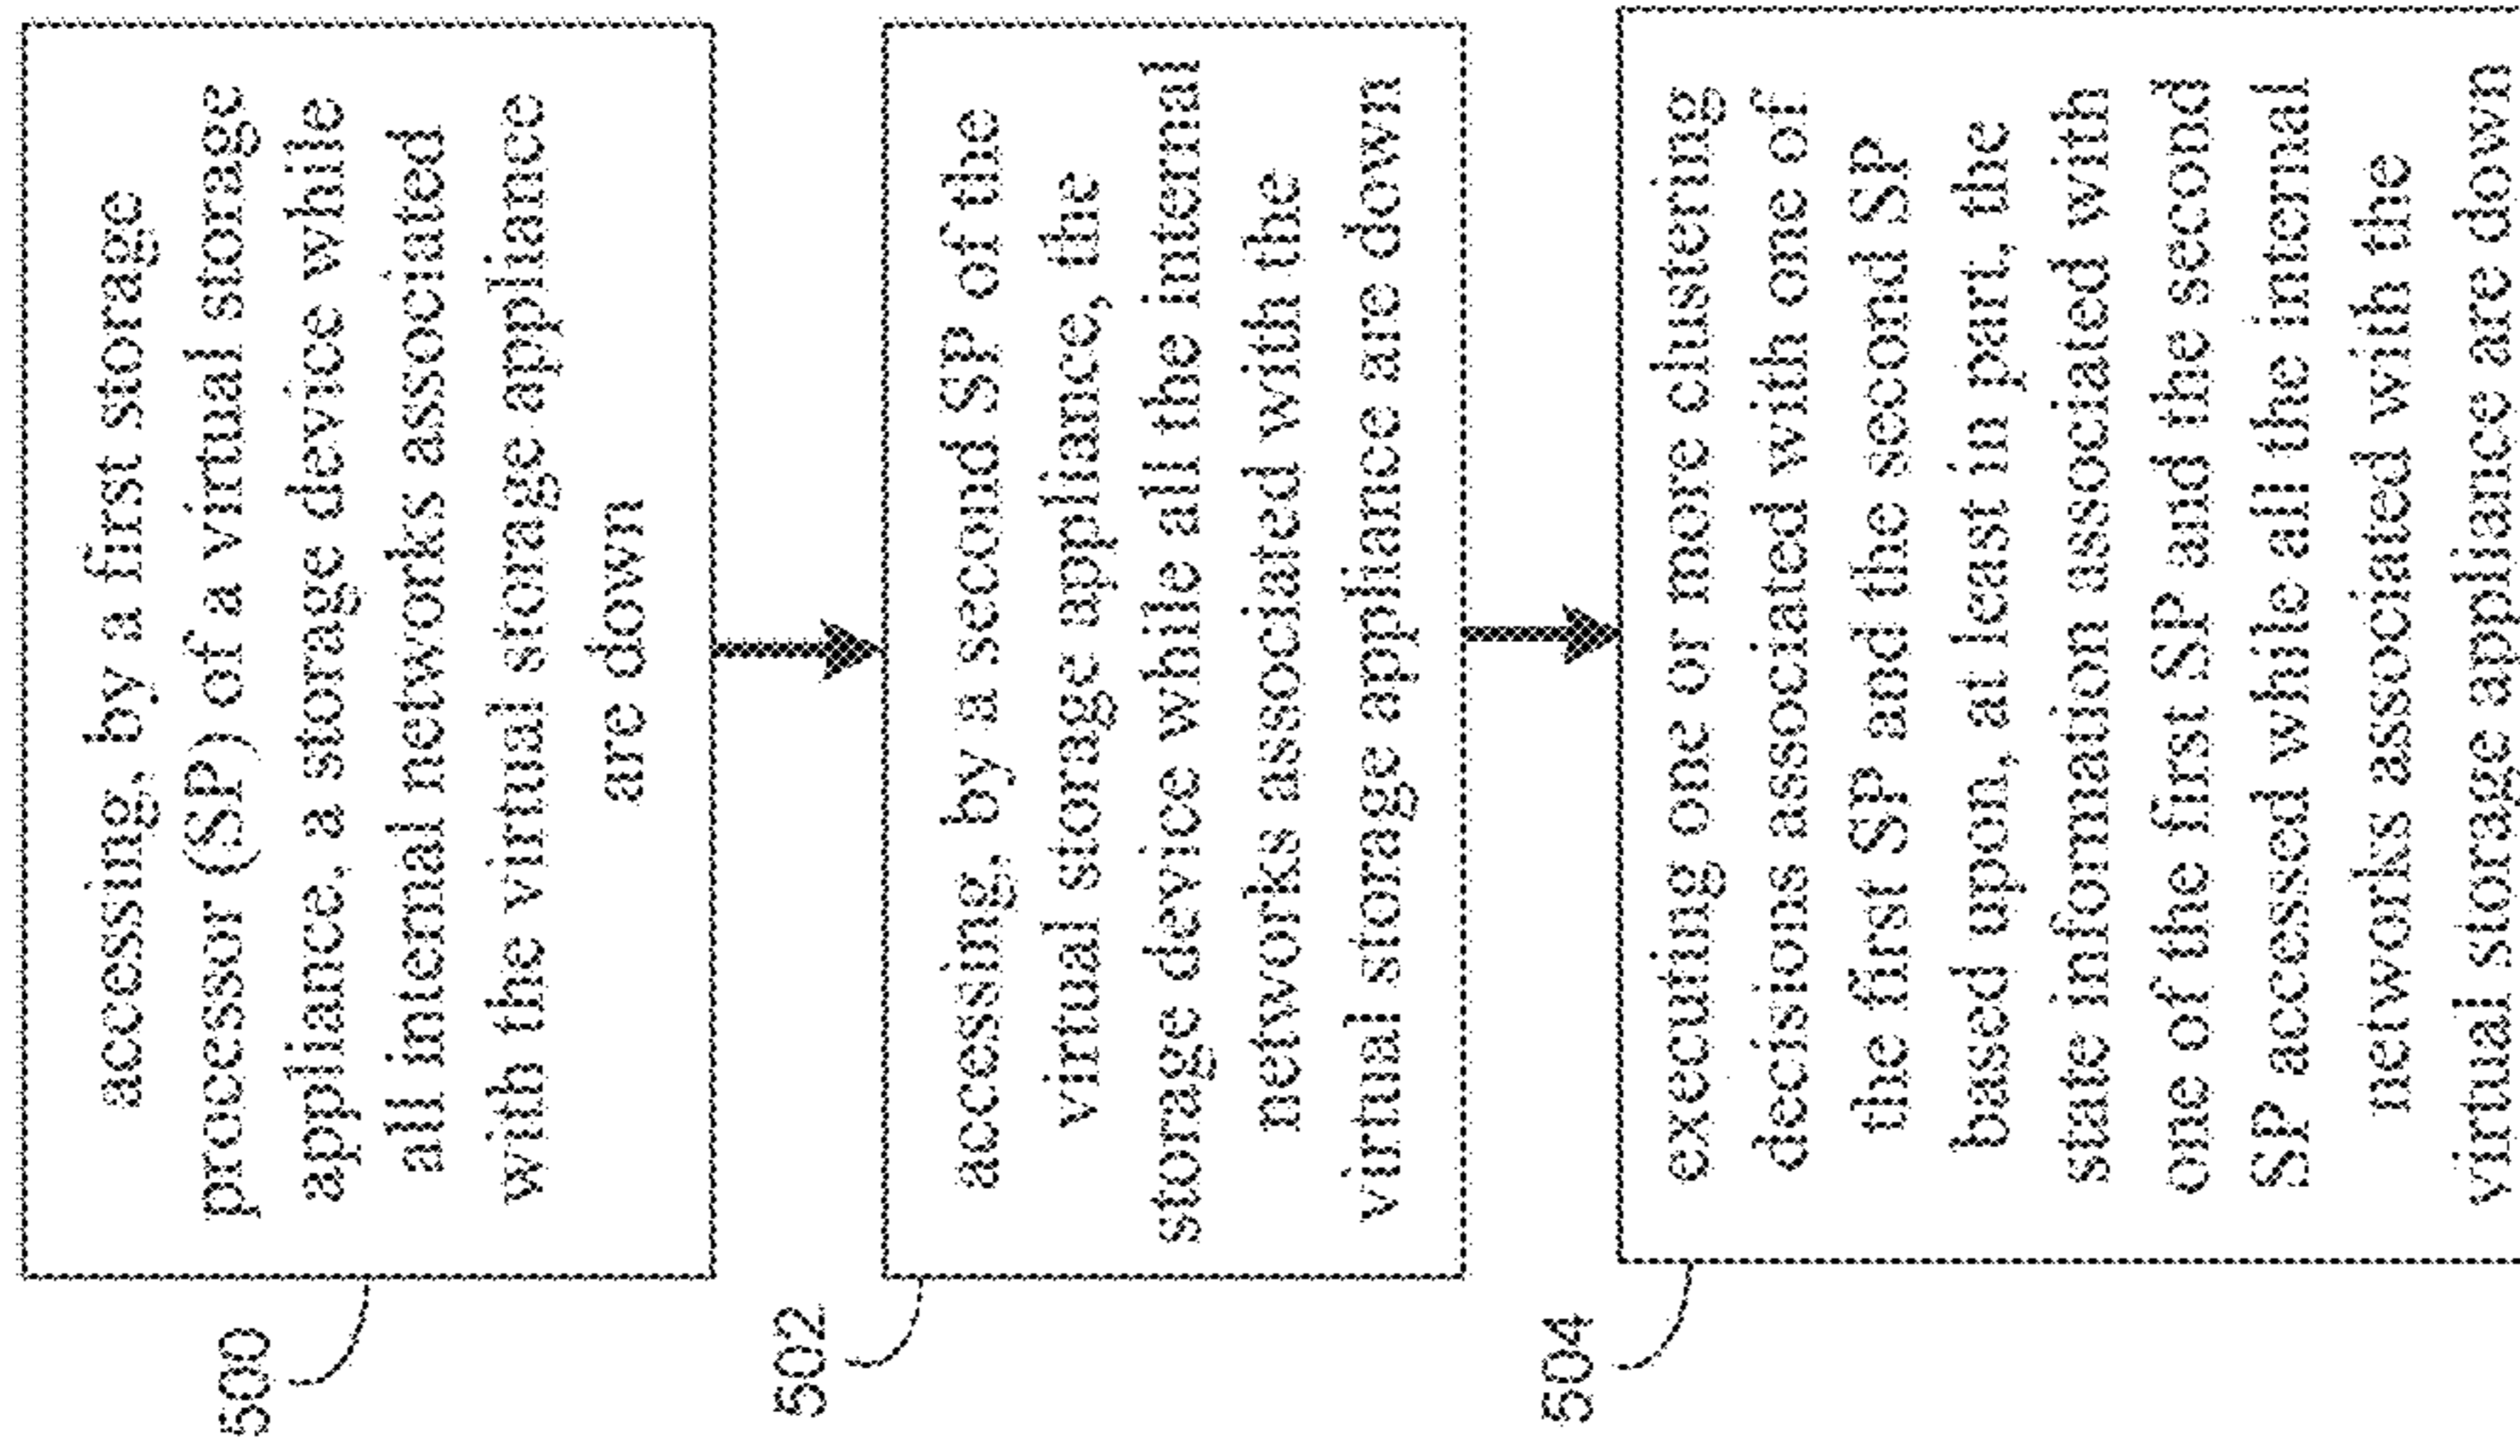 500
accessing, by a first storage
processor (SP) of a virtual storage
appliance, a storage device while
all internal networks associated
with the virtual storage appliance
are down
502
accessing, by a second SP of the
virtual storage appliance, the
storage device while all the internal
networks associated with the
virtual storage appliance are down
504
executing one or more clustering
decisions associated with one of
the first SP and the second SP
based upon, at least in part, the
state information associated with
one of the first SP and the second
SP accessed while all the internal
networks associated with the
virtual storage appliance are down